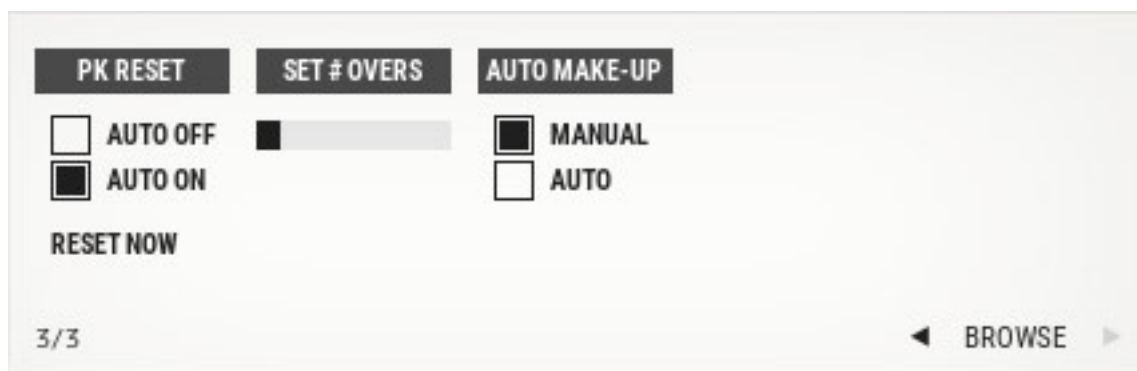 PK RESET SET # OVERS AUTO MAKE-UP
AUTO OFF MANUAL
AUTO ON AUTO
RESET NOW
3/3 BROWSE